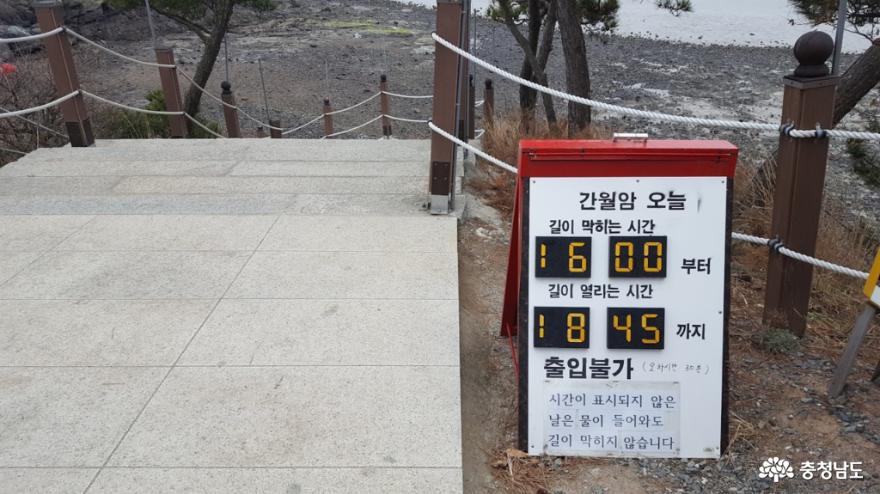 간월암 오늘
길이 막히는 시간
16 00 부터
길이 열리는 시간
18 45 까지
출입불가
시간이 표시되지 않은
날은 물이 들어와도
길이 막히지 않습니다
충청남도